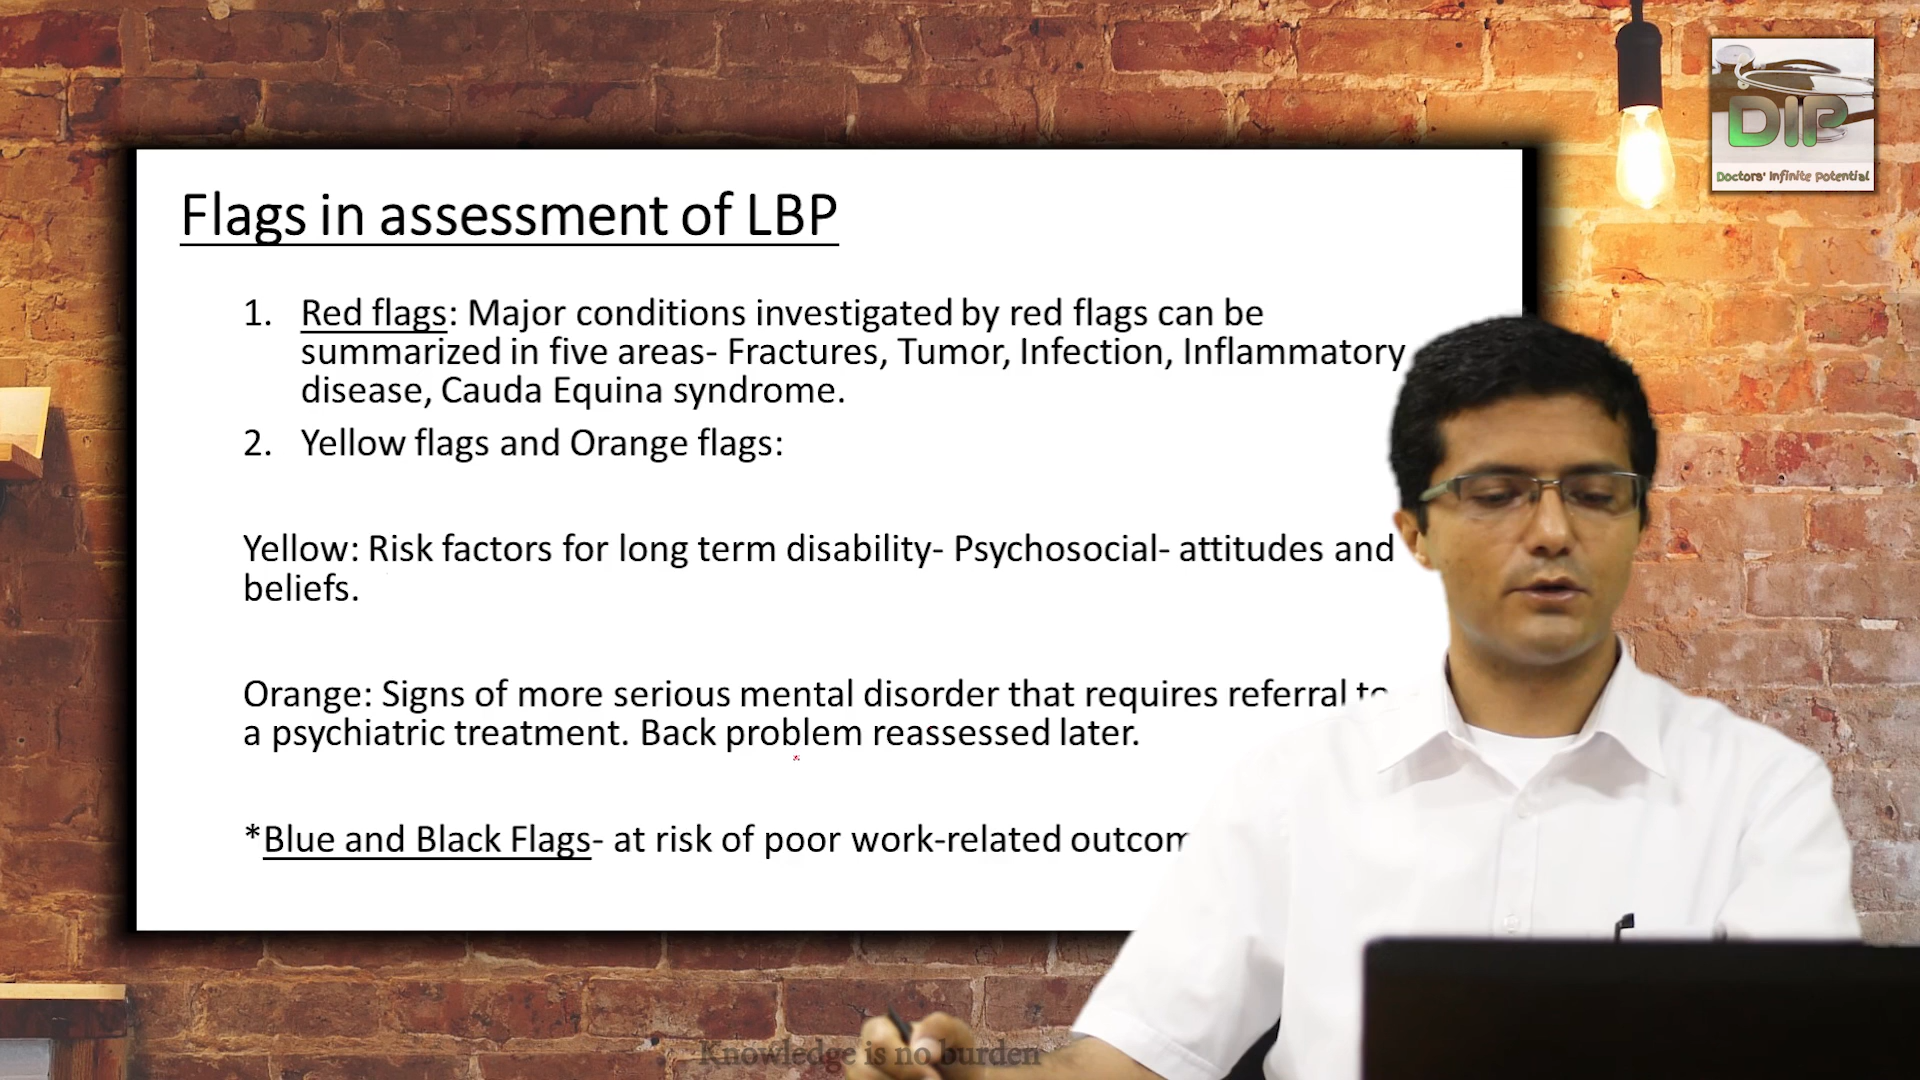 DIP
Doctors' Infinite Potential
Flags in assessment of LBP
1. Red flags: Major conditions investigated by red flags can be
summarized in five areas- Fractures, Tumor, Infection, Inflammatory
disease, Cauda Equina syndrome.
2. Yellow flags and Orange flags:
Yellow: Risk factors for long term disability- Psychosocial- attitudes and
beliefs.
Orange: Signs of more serious mental disorder that requires referral to
a psychiatric treatment. Back problem reassessed later.
*Blue and Black Flags- at risk of poor work-related
Knowledge is no burden